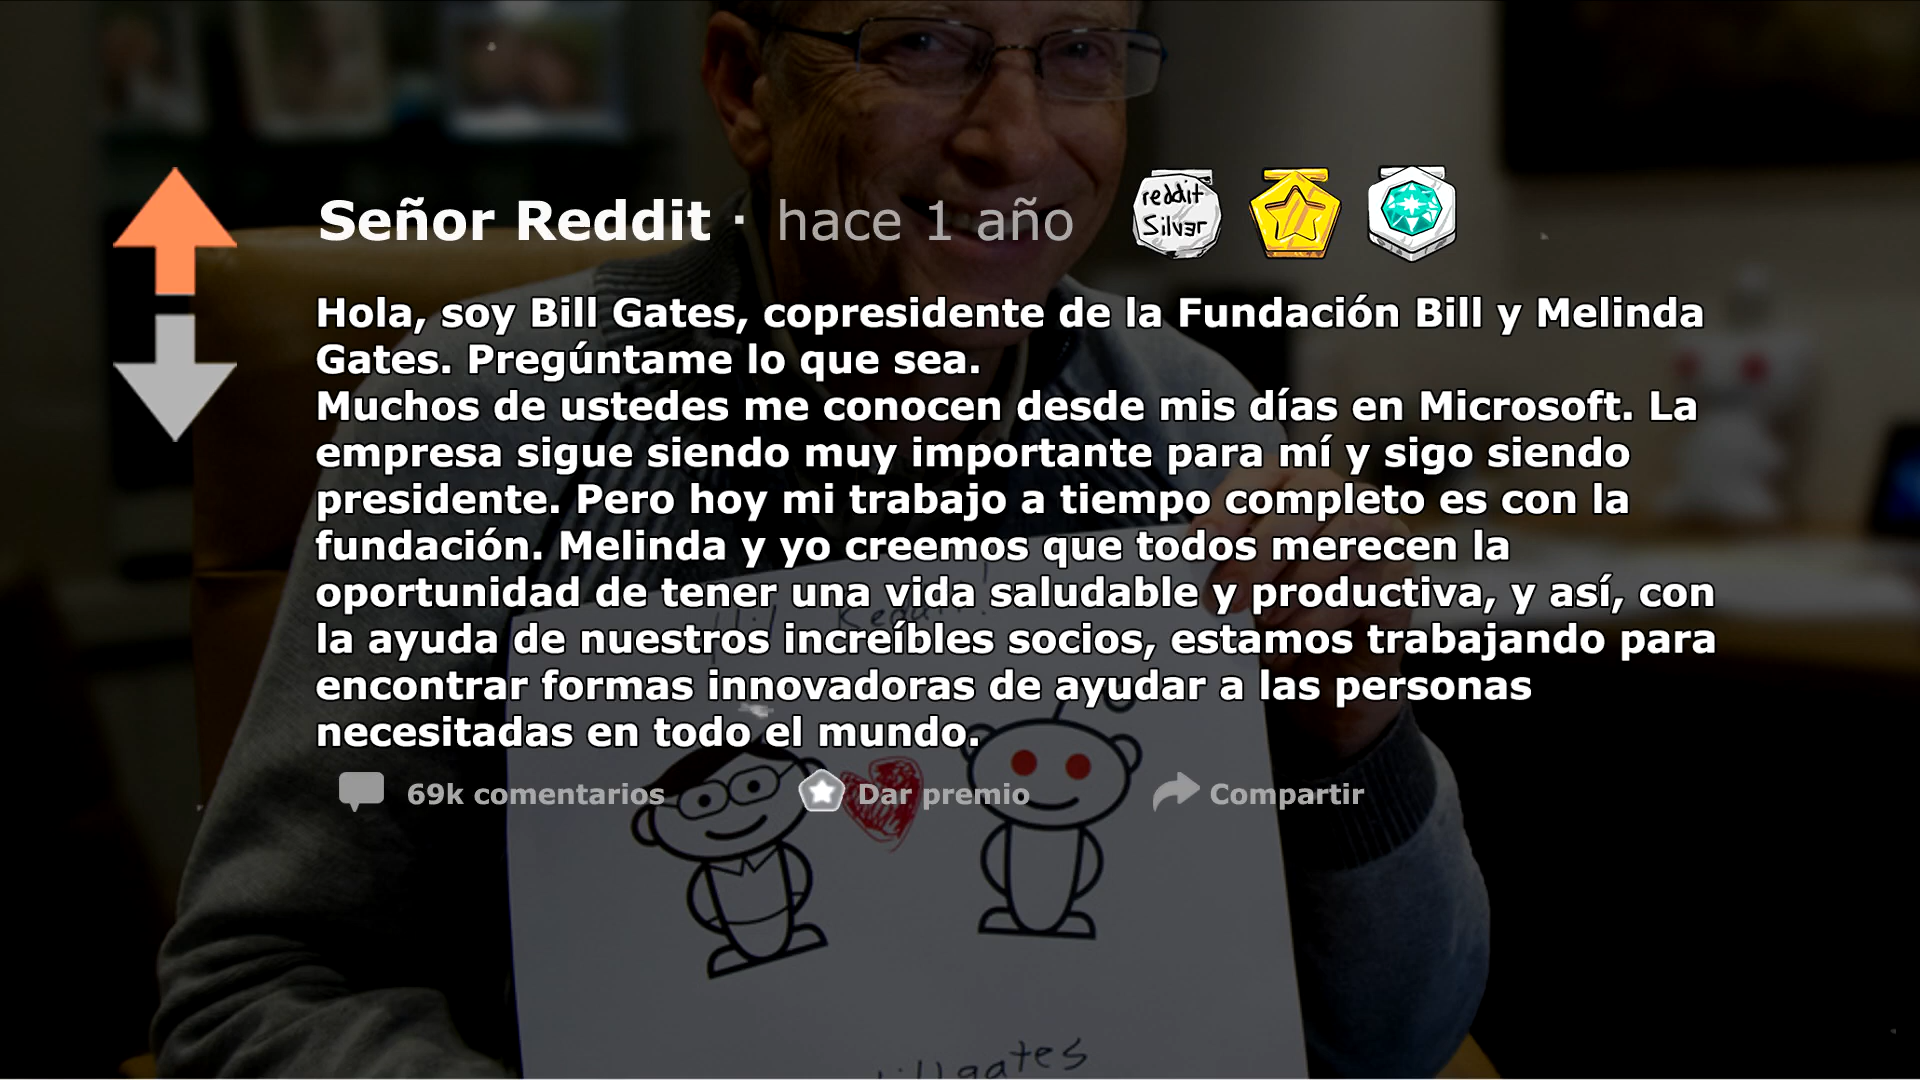 reddit
Silver
Señor Reddit · hace 1 año
Hola, soy Bill Gates, copresidente de la Fundación Bill y Melinda
Gates. Pregúntame lo que sea.
Muchos de ustedes me conocen desde mis días en Microsoft. La
empresa sigue siendo muy importante para mí y sigo siendo
presidente. Pero hoy mi trabajo a tiempo completo es con la
fundación. Melinda y yo creemos que todos merecen la
oportunidad de tener una vida saludable y productiva, y así, con
la ayuda de nuestros increíbles socios, estamos trabajando para
encontrar formas innovadoras de ayudar a las personas
necesitadas en todo el mundo.
69k comentarios Dar premio Compartir
billgates